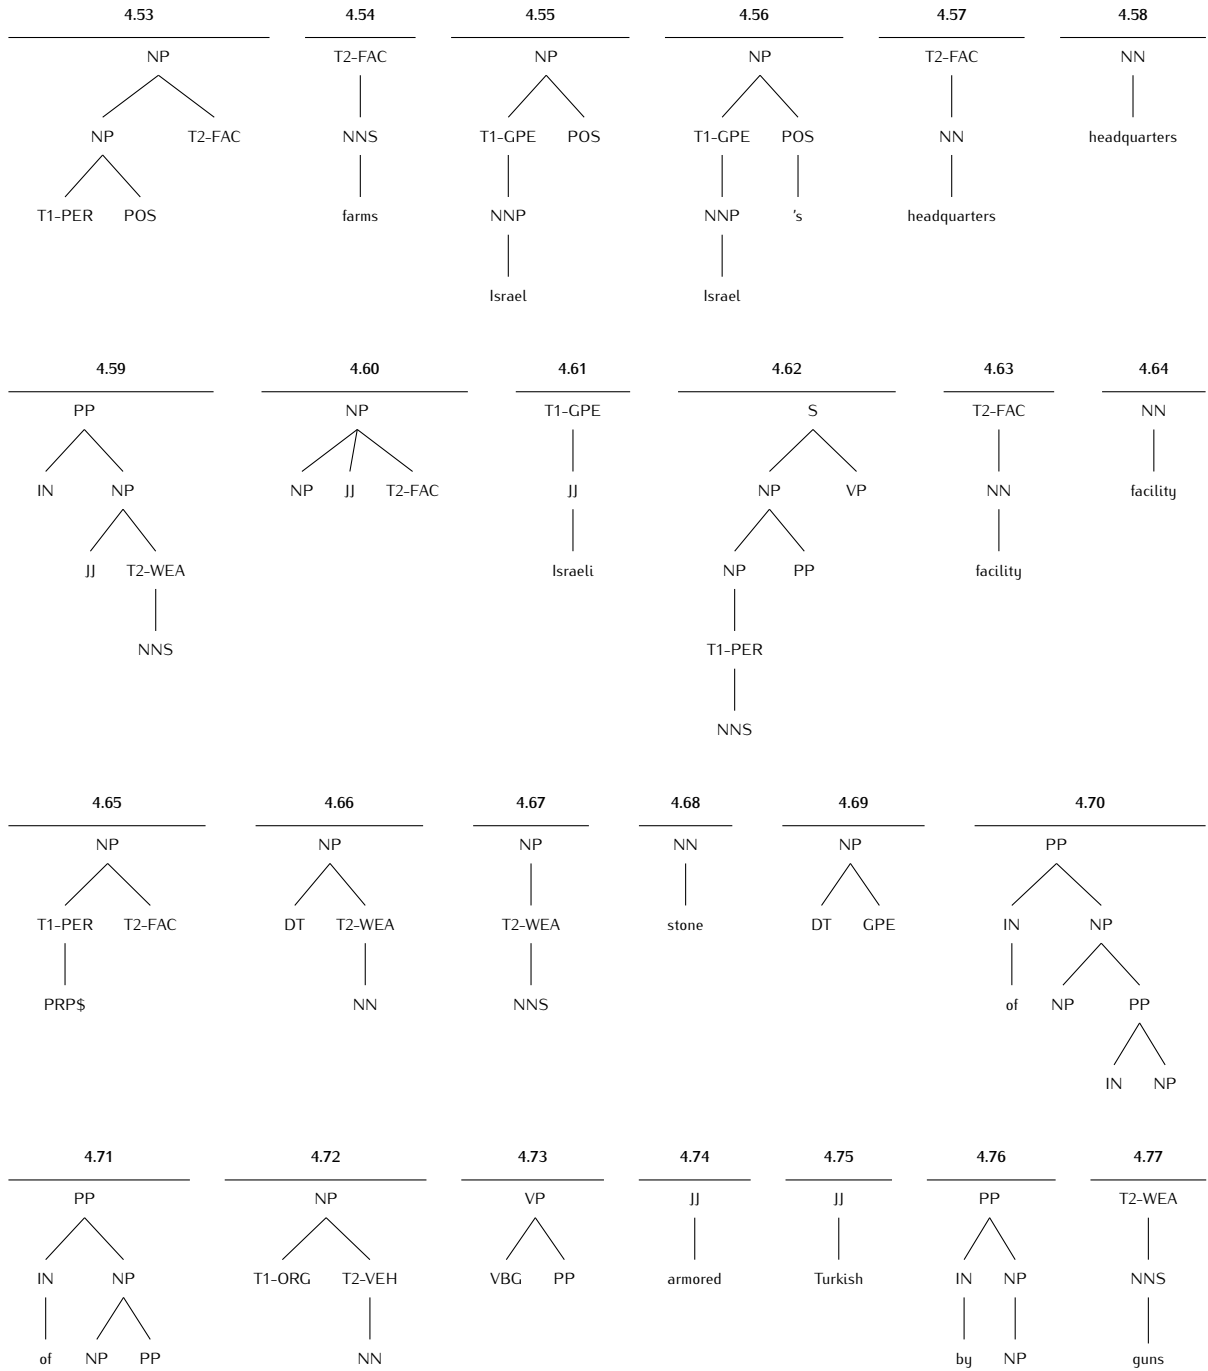 4.53 4.54 4.55 4.56 4.57 4.58
NP T2-FAC NP NP T2-FAC NN
NP T2-FAC NNS T1-GPE POS T1-GPE POS NN headquarters
T1-PER POS farms NNP NNP 's headquarters
Israel Israel
4.59 4.60 4.61 4.62 4.63 4.64
PP NP T1-GPE S T2-FAC NN
IN NP NP JJ T2-FAC JJ NP VP NN facility
JJ T2-WEA Israeli NP PP facility
NNS T1-PER
NNS
4.65 4.66 4.67 4.68 4.69 4.70
NP NP NP NN NP PP
T1-PER T2-FAC DT T2-WEA T2-WEA stone DT GPE IN NP
PRP$ NN NNS of NP PP
IN NP
4.71 4.72 4.73 4.74 4.75 4.76 4.77
PP NP VP JJ JJ PP T2-WEA
IN NP T1-ORG T2-VEH VBG PP armored Turkish IN NP NNS
of NP PP NN by NP guns